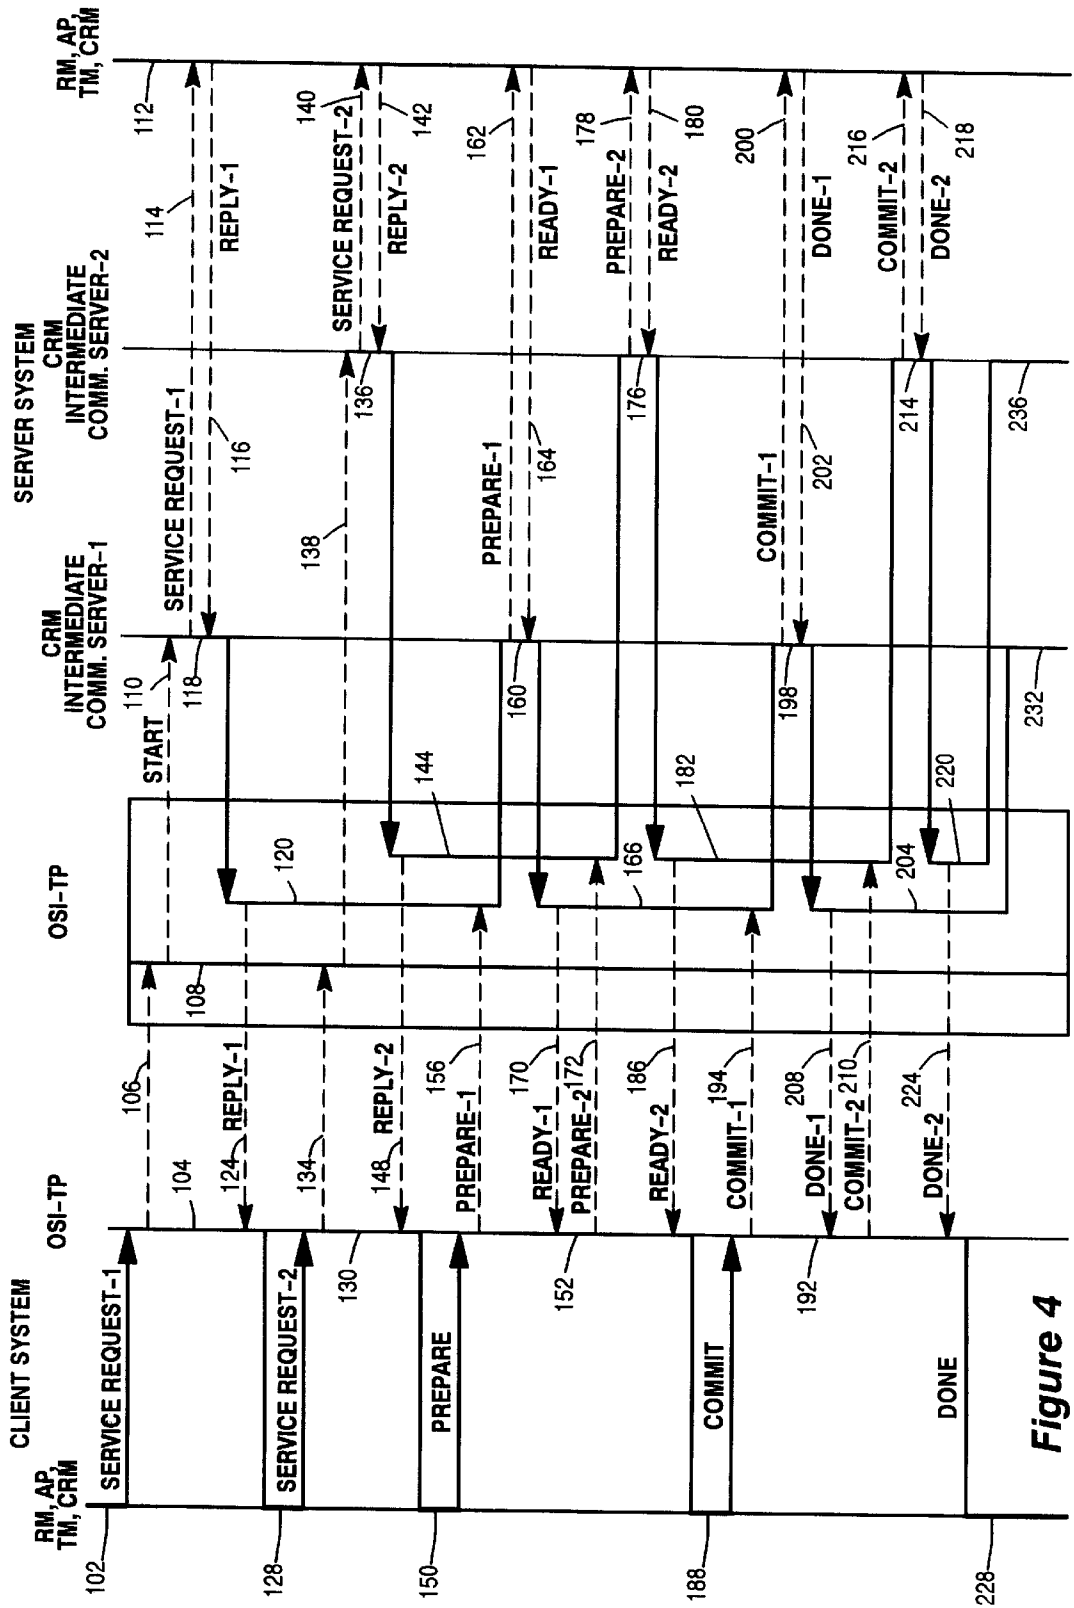 CLIENT SYSTEM
SERVER SYSTEM
RM, AP,
TM, CRM
OSI-TP
OSI-TP
CRM
INTERMEDIATE
COMM. SERVER-1
CRM
INTERMEDIATE
COMM. SERVER-2
RM, AP,
TM, CRM
102
SERVICE REQUEST-1
104
106
108
START
110
SERVICE REQUEST-1
114
112
118
116
REPLY-1
120
124
REPLY-1
128
SERVICE REQUEST-2
130
134
138
136
SERVICE REQUEST-2
140
142
REPLY-2
144
148
REPLY-2
150
PREPARE
152
PREPARE-1
156
160
PREPARE-1
162
164
READY-1
166
READY-1
170
PREPARE-2
172
176
PREPARE-2
178
180
READY-2
182
READY-2
186
188
COMMIT
192
COMMIT-1
194
198
COMMIT-1
200
202
DONE-1
204
DONE-1
208
COMMIT-2
210
214
COMMIT-2
216
218
DONE-2
220
DONE-2
224
DONE
228
232
236
Figure 4